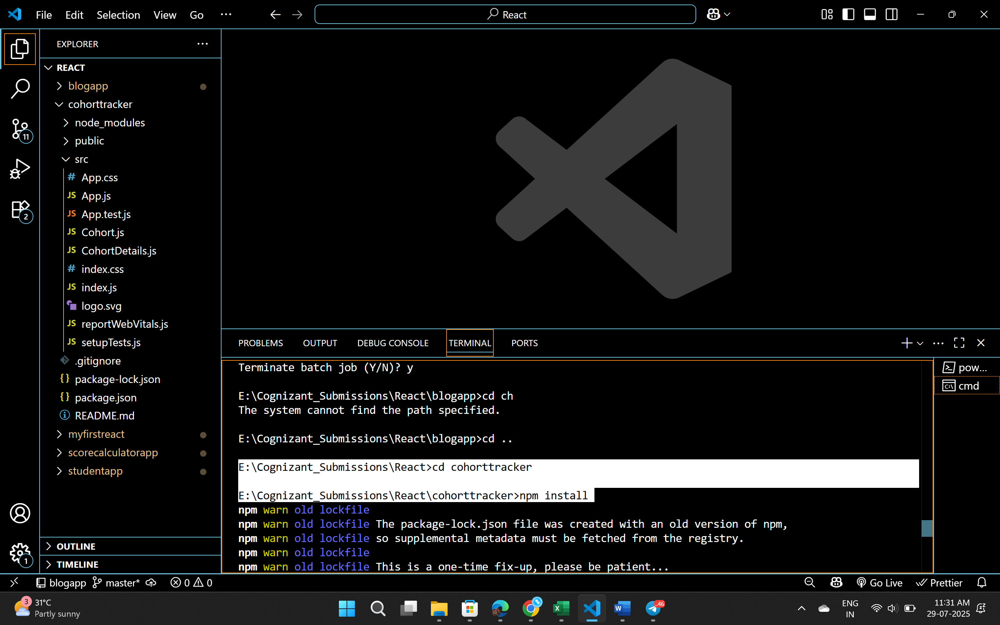 File Edit Selection View Go ···
React
EXPLORER
REACT
blogapp
cohorttracker
node_modules
public
src
# App.css
JS App.js
JS App.test.js
JS Cohort.js
JS CohortDetails.js
# index.css
JS index.js
logo.svg
JS reportWebVitals.js
JS setupTests.js
.gitignore
{} package-lock.json
{} package.json
README.md
myfirstreact
scorecalculatorapp
studentapp
OUTLINE
TIMELINE
11
2
1
PROBLEMS OUTPUT DEBUG CONSOLE TERMINAL PORTS
Terminate batch job (Y/N)? y
E:\Cognizant_Submissions\React\blogapp>cd ch
The system cannot find the path specified.
E:\Cognizant_Submissions\React\blogapp>cd ..
E:\Cognizant_Submissions\React>cd cohorttracker
E:\Cognizant_Submissions\React\cohorttracker>npm install
npm warn old lockfile
npm warn old lockfile The package-lock.json file was created with an old version of npm,
npm warn old lockfile so supplemental metadata must be fetched from the registry.
npm warn old lockfile
npm warn old lockfile This is a one-time fix-up, please be patient...
pow...
cmd
blogapp master* 0 0 Go Live Prettier
3
31°C
Partly sunny
..46
ENG
IN
11:31 AM
29-07-2025